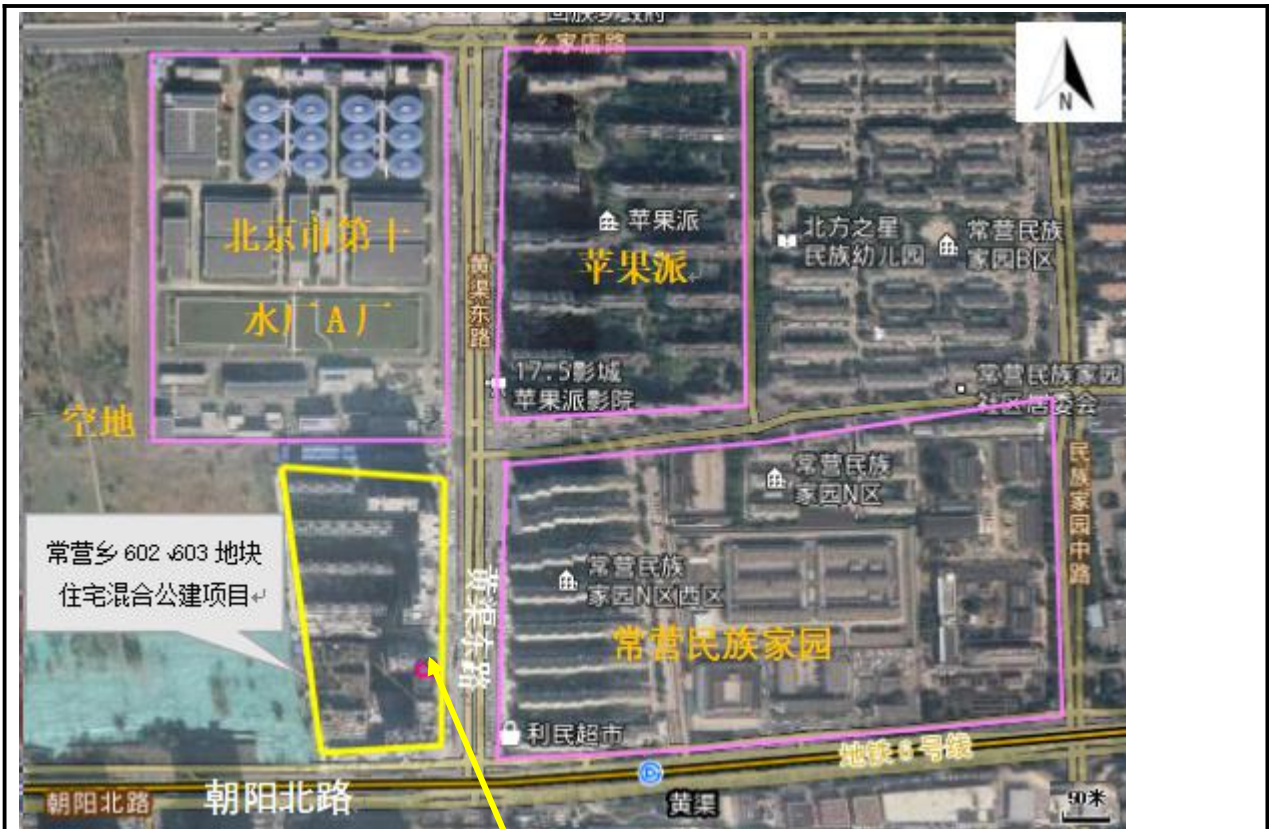 回族乡政府
幺家店路
N
苹果派
北京市第十
水厂A厂
苹果派
北方之星
民族幼儿园
常营民族
家园B区
黄渠东路
17.5影城
苹果派影院
常营民族家园
社区居委会
空地
常营民族
家园N区
民族家园中路
常营乡 602、603 地块
住宅混合公建项目
常营民族
家园N区西区
黄渠东路
常营民族家园
利民超市
地铁 6 号线
朝阳北路
朝阳北路
黄渠
90米